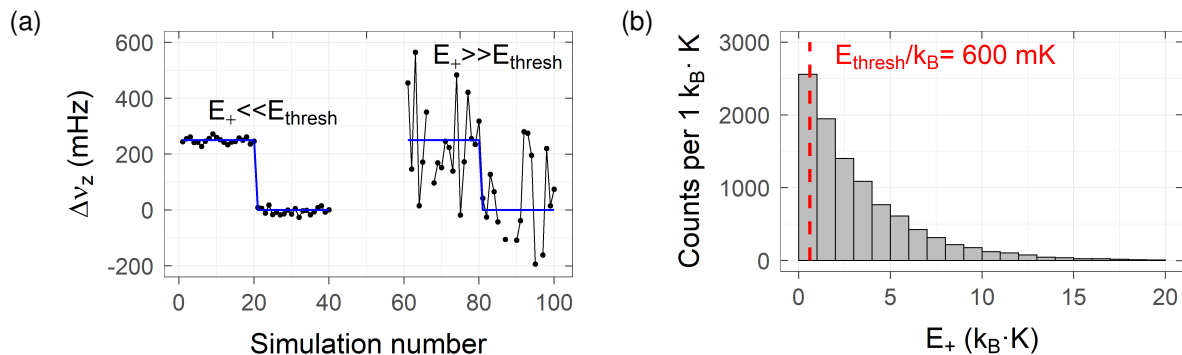 (a)
600
400
200
0
-200
Δν_z (mHz)
E_+<<E_thresh
E_+>>E_thresh
0 20 40 60 80 100
Simulation number
(b)
3000
2000
1000
0
Counts per 1 k_B· K
E_thresh/k_B= 600 mK
0 5 10 15 20
E_+ (k_B·K)